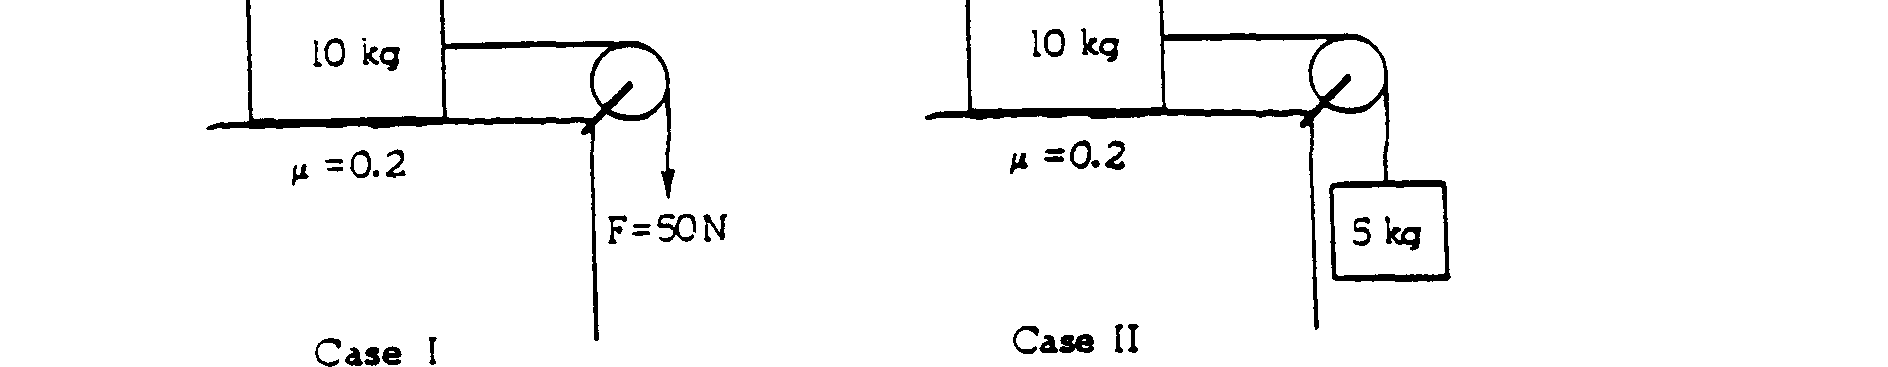 10 kg
μ =0.2
F=50N
Case I
10 kg
μ =0.2
5 kg
Case II